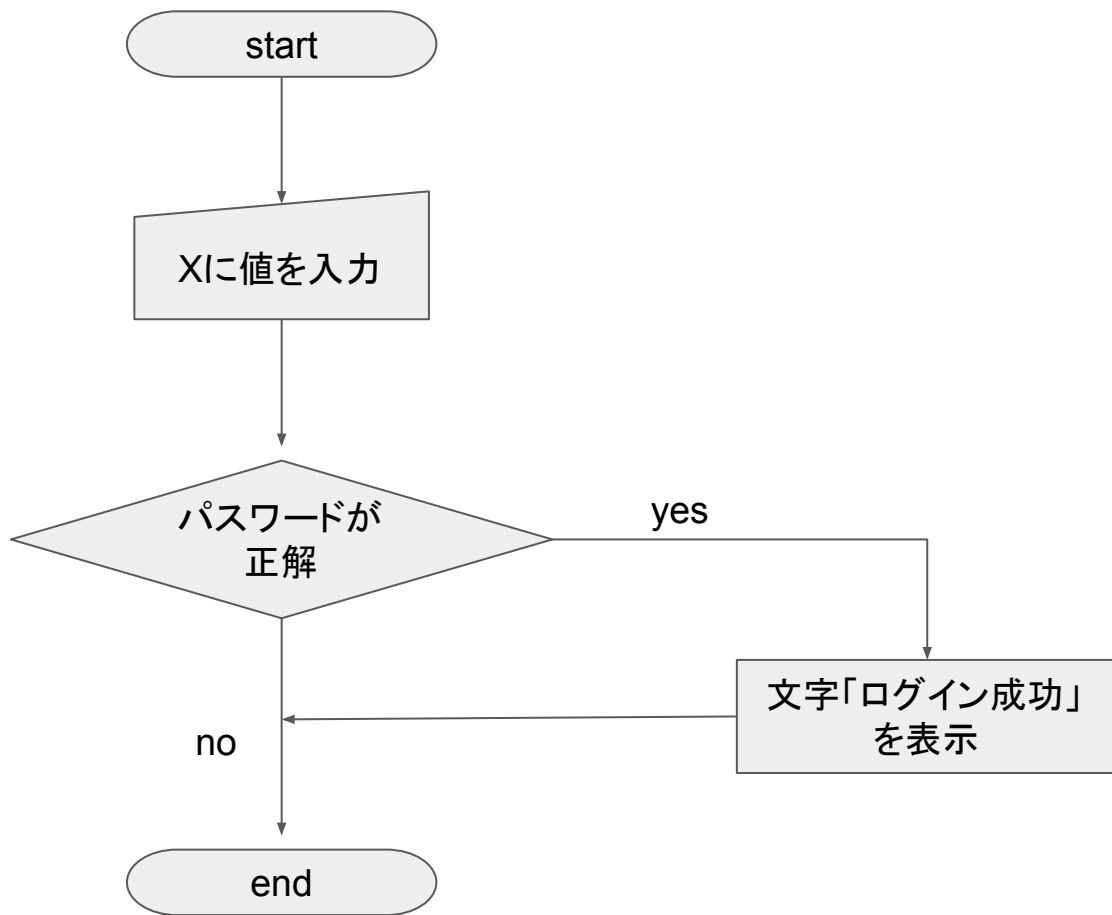 start
Xに値を入力
パスワードが
正解
yes
文字「ログイン成功」
を表示
no
end